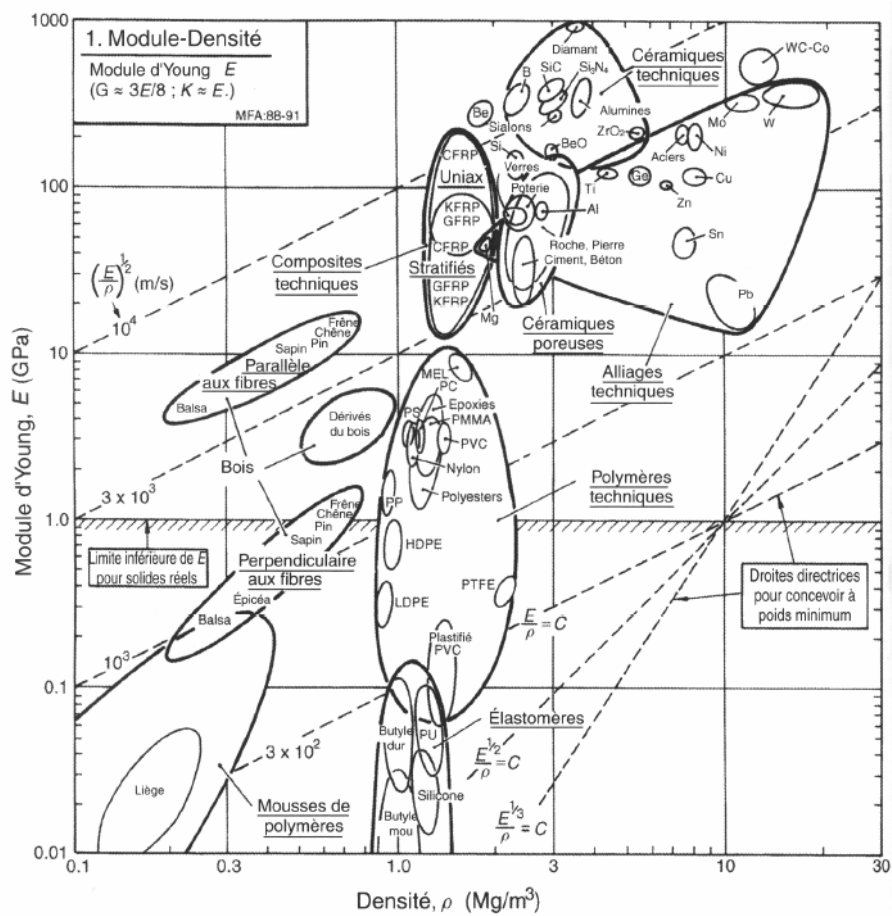 1. Module-Densité
Module d'Young E
(G ≈ 3E/8 ; K ≈ E.)
MFA:88-91
1000
100
10
1.0
0.1
0.01
Module d'Young, E (GPa)
0.1
0.3
1.0
3
10
30
Densité, ρ (Mg/m³)
Diamant
B
SiC
Si₃N₄
Céramiques
techniques
WC-Co
Alumines
Be
Sialons
Mo
W
ZrO₂
CFRP
Si
BeO
Aciers
Ni
Uniax
Verres
Poterie
Ti
Ge
Cu
Zn
KFRP
GFRP
Al
CFRP
Roche, Pierre
Ciment, Béton
Sn
Composites
techniques
Stratifiés
GFRP
KFRP
Mg
Pb
(E/ρ)^½ (m/s)
10⁴
Céramiques
poreuses
Alliages
techniques
Frêne
Chêne
Pin
Sapin
Parallèle
aux fibres
Balsa
MEL
PC
Epoxies
PS
PMMA
PVC
Nylon
Polyesters
Dérivés
du bois
Bois
3 x 10³
Polymères
techniques
PP
Frêne
Chêne
Pin
Sapin
Limite inférieure de E
pour solides réels
Perpendiculaire
aux fibres
HDPE
Épicéa
Balsa
LDPE
PTFE
Droites directrices
pour concevoir à
poids minimum
E/ρ = C
Plastifié
PVC
10³
Butyle
dur
PU
Élastomères
3 x 10²
E^½/ρ = C
Liège
Silicone
Mousses de
polymères
Butyle
mou
E^⅓/ρ = C